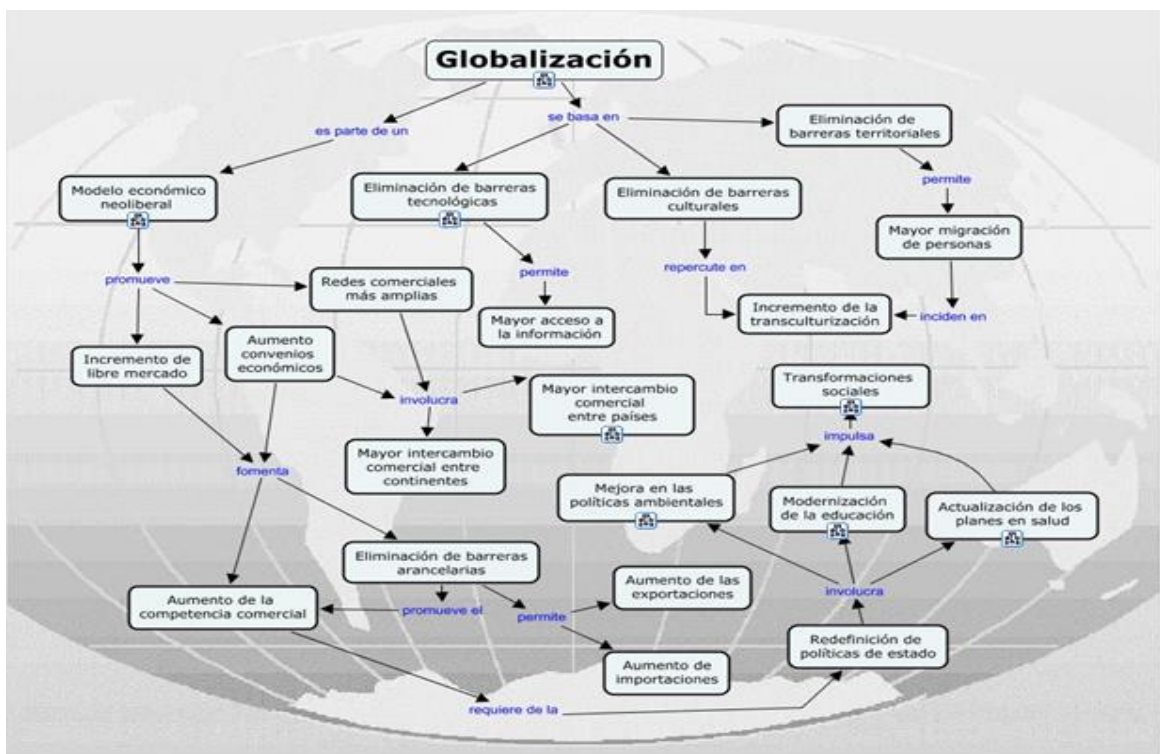 Globalización
es parte de un
se basa en
Eliminación de
barreras territoriales
Modelo económico
neoliberal
Eliminación de barreras
tecnológicas
Eliminación de barreras
culturales
permite
Mayor migración
de personas
promueve
Redes comerciales
más amplias
permite
repercute en
Mayor acceso a
la información
Incremento de la
transculturización
inciden en
Incremento de
libre mercado
Aumento
convenios
económicos
involucra
Mayor intercambio
comercial
entre países
Transformaciones
sociales
impulsa
Mayor intercambio
comercial entre
continentes
fomenta
Mejora en las
políticas ambientales
Modernización
de la educación
Actualización de los
planes en salud
Eliminación de barreras
arancelarias
Aumento de la
competencia comercial
promueve el
permite
Aumento de las
exportaciones
involucra
Redefinición de
políticas de estado
Aumento de
importaciones
requiere de la